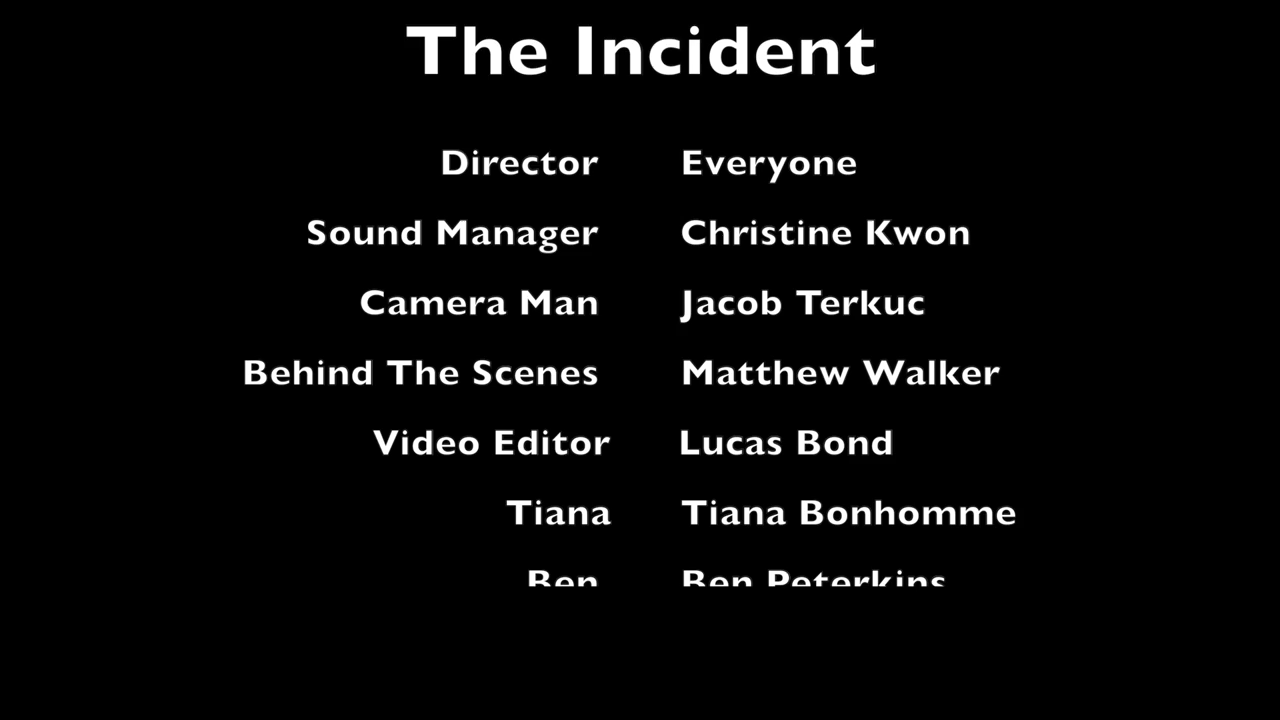 The Incident
Director Everyone
Sound Manager Christine Kwon
Camera Man Jacob Terkuc
Behind The Scenes Matthew Walker
Video Editor Lucas Bond
Tiana Tiana Bonhomme
Ben Ben Peterkins